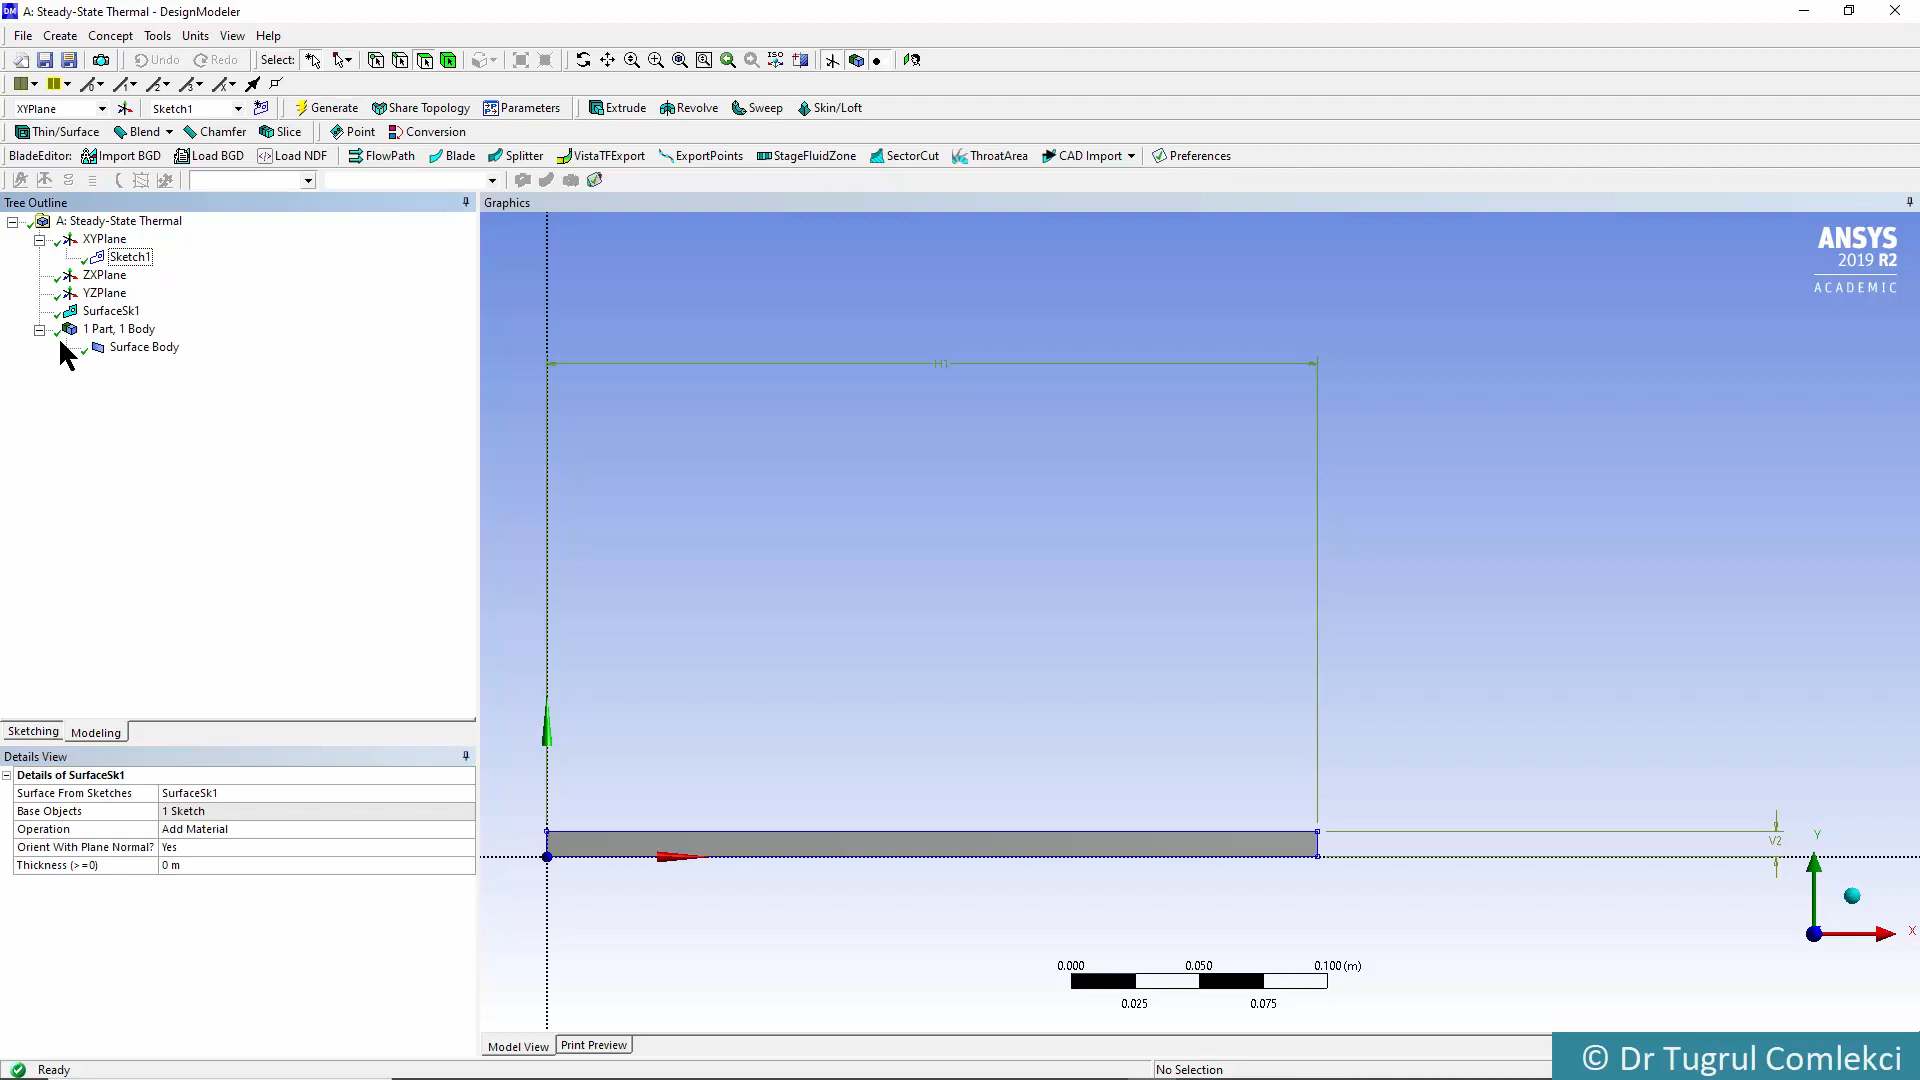 A: Steady-State Thermal - DesignModeler
File Create Concept Tools Units View Help
Undo Redo Select:
XYPlane Sketch1 Generate Share Topology Parameters Extrude Revolve Sweep Skin/Loft
Thin/Surface Blend Chamfer Slice Point Conversion
BladeEditor: Import BGD Load BGD Load NDF FlowPath Blade Splitter VistaTFExport ExportPoints StageFluidZone SectorCut ThroatArea CAD Import Preferences
Tree Outline
A: Steady-State Thermal
XYPlane
Sketch1
ZXPlane
YZPlane
SurfaceSk1
1 Part, 1 Body
Surface Body
Sketching Modeling
Details View
Details of SurfaceSk1
Surface From Sketches SurfaceSk1
Base Objects 1 Sketch
Operation Add Material
Orient With Plane Normal? Yes
Thickness (>=0) 0 m
Graphics
ANSYS
2019 R2
ACADEMIC
H1
V2
Y
X
0.000 0.050 0.100 (m)
0.025 0.075
Model View Print Preview
Ready No Selection
© Dr Tugrul Comlekci